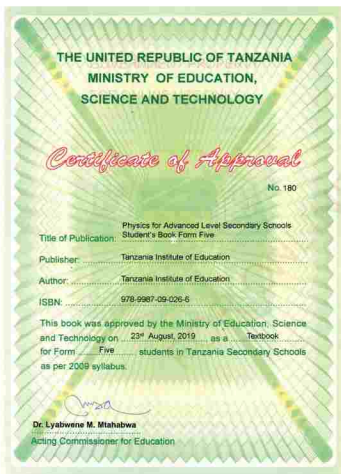 THE UNITED REPUBLIC OF TANZANIA
MINISTRY OF EDUCATION,
SCIENCE AND TECHNOLOGY
Certificate of Approval
No. 180
Title of Publication: Physics for Advanced Level Secondary Schools
Student's Book Form Five
Publisher: Tanzania Institute of Education
Author: Tanzania Institute of Education
ISBN: 978-9987-09-026-6
This book was approved by the Ministry of Education, Science
and Technology on 23rd August, 2019 as a Textbook
for Form Five students in Tanzania Secondary Schools
as per 2009 syllabus.
Dr. Lyabwene M. Mtahabwa
Acting Commissioner for Education